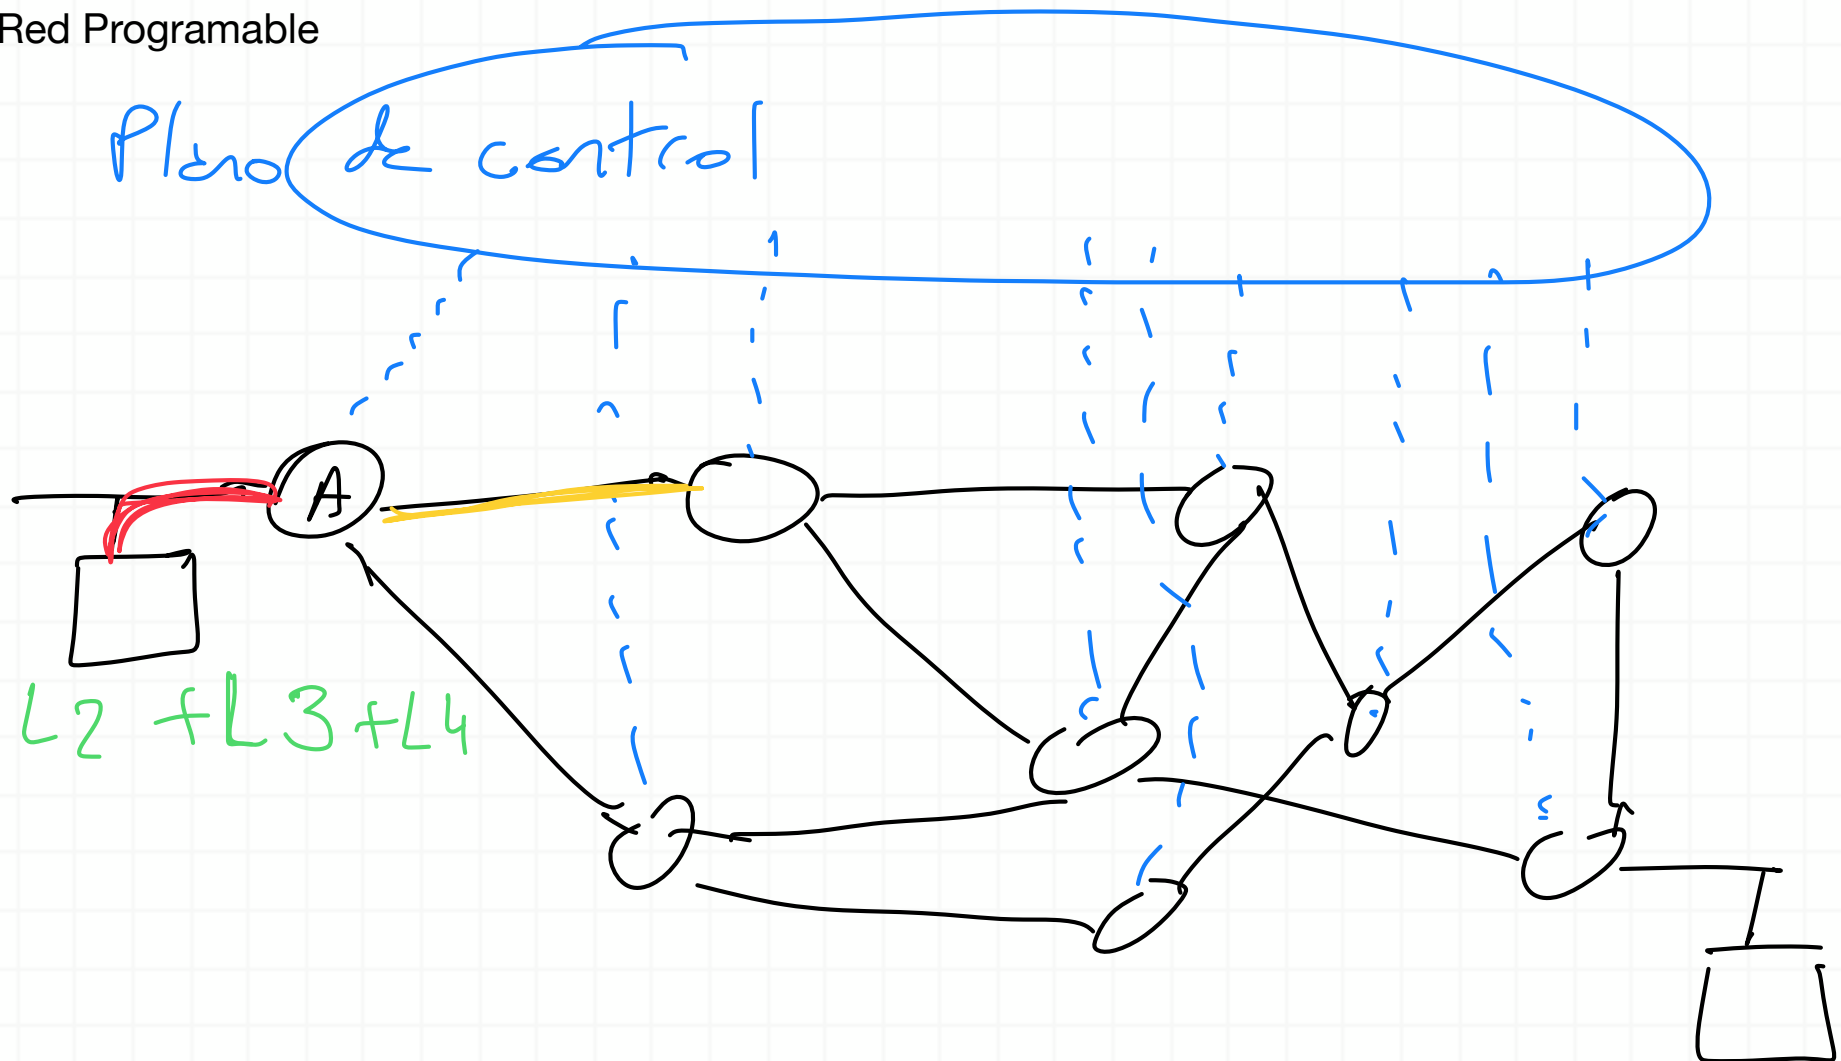 Red Programable
Plano de control
A
L2 +L3+L4